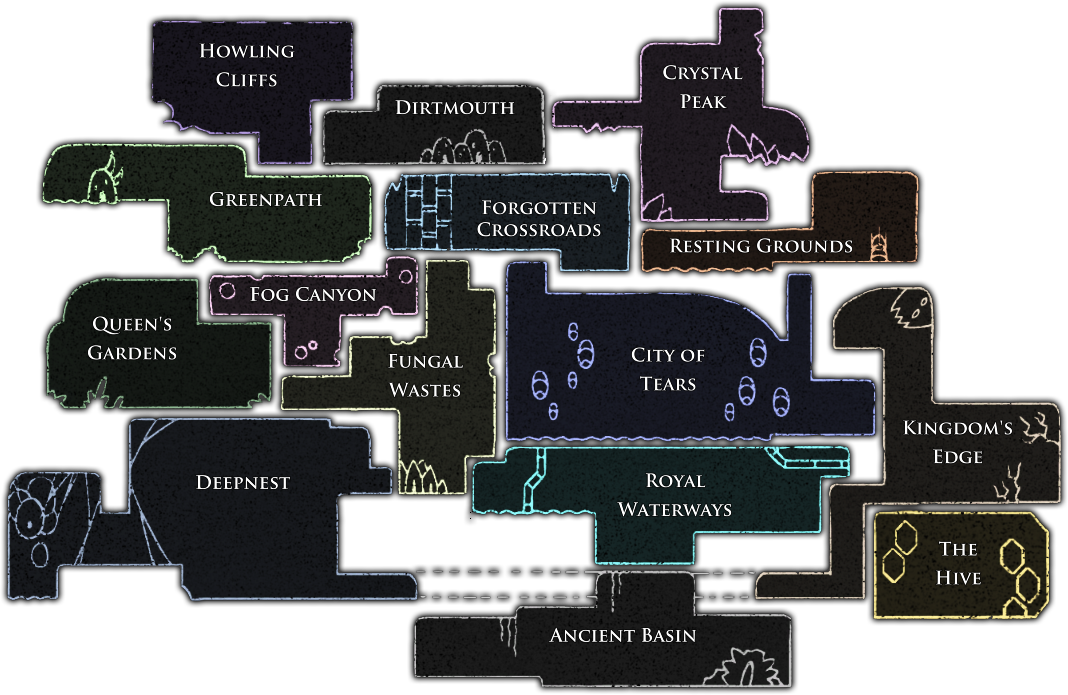 Howling
Cliffs
Dirtmouth
Crystal
Peak
Greenpath
Forgotten
Crossroads
Resting Grounds
Fog Canyon
Queen's
Gardens
Fungal
Wastes
City of
Tears
Kingdom's
Edge
Deepnest
Royal
Waterways
The
Hive
Ancient Basin